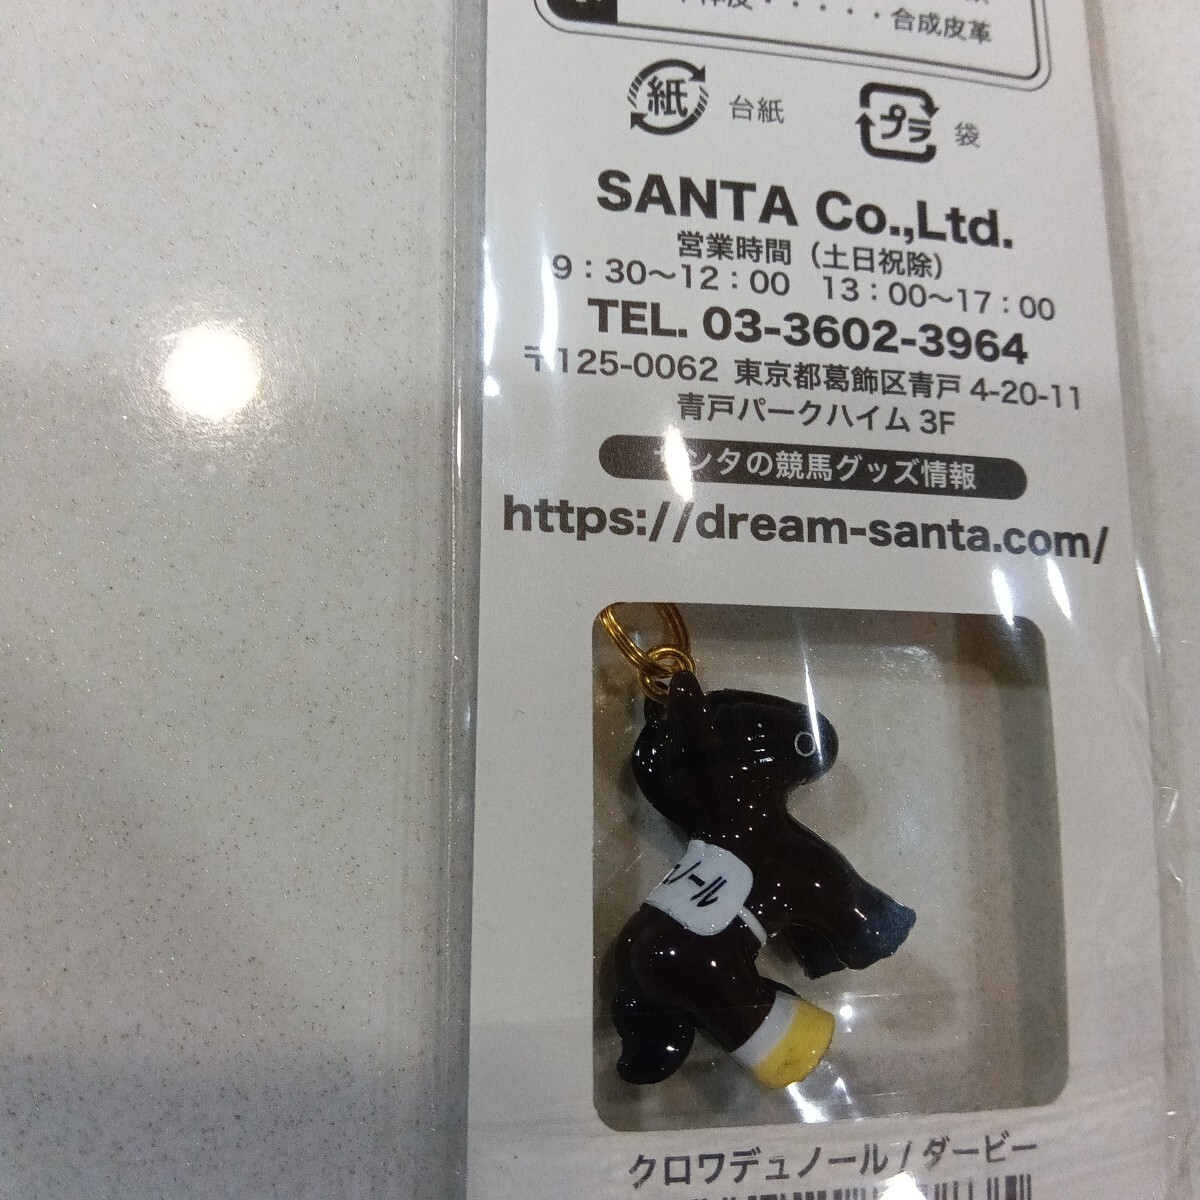 ・・・・・合成皮革
紙 台紙
プラ 袋
SANTA Co.,Ltd.
営業時間（土日祝除）
9：30〜12：00　13：00〜17：00
TEL. 03-3602-3964
〒125-0062 東京都葛飾区青戸 4-20-11
青戸パークハイム 3F
サンタの競馬グッズ情報
https://dream-santa.com/
ノール
クロワデュノール / ダービー